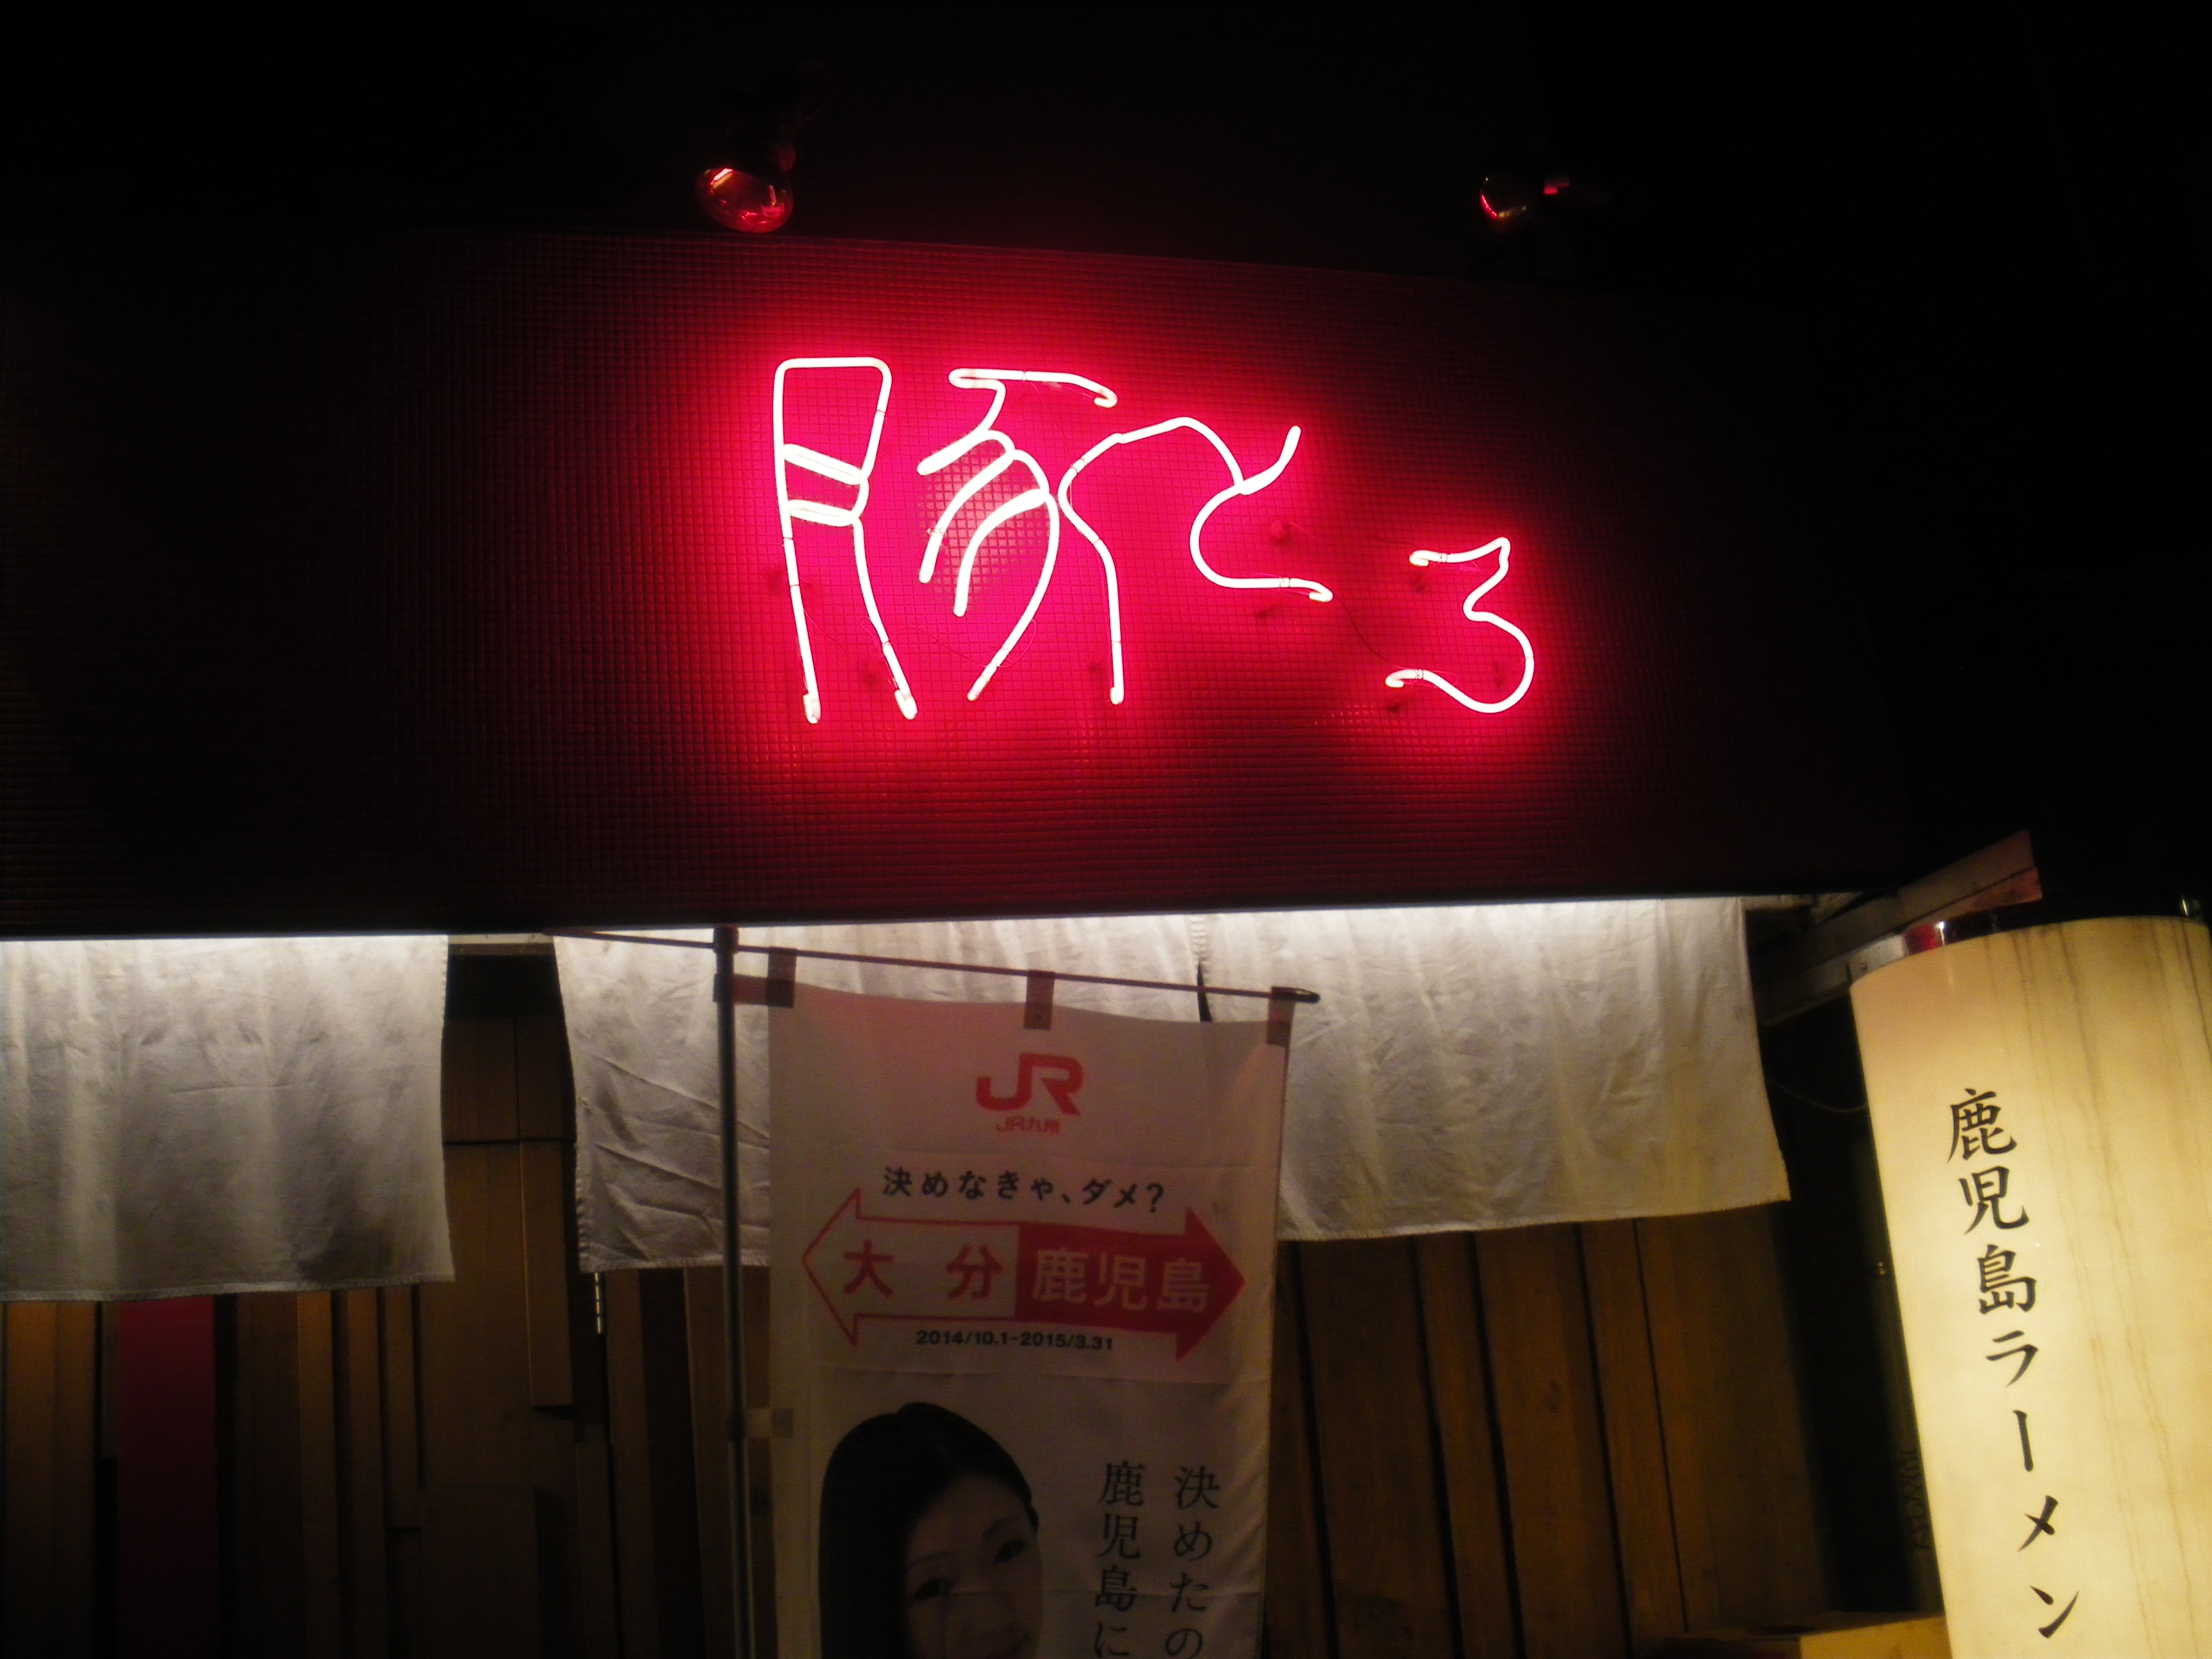 豚とろ
JR
JR九州
決めなきゃ、ダメ?
大分 鹿児島
2014/10.1-2015/3.31
決めたの
鹿児島に
鹿児島ラーメン